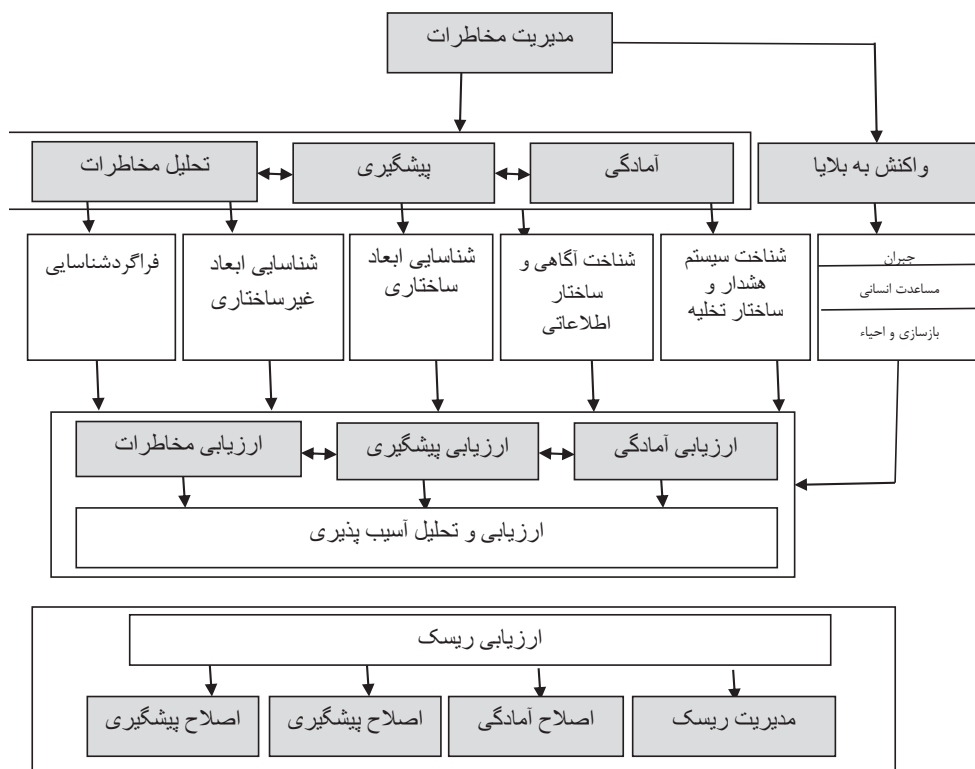 مدیریت مخاطرات
واکنش به بلایا
آمادگی
پیشگیری
تحلیل مخاطرات
جبران
مساعدت انسانی
بازسازی و احیاء
شناخت سیستم
هشدار و
ساختار تخلیه
شناخت آگاهی و
ساختار
اطلاعاتی
شناسایی ابعاد
ساختاری
شناسایی ابعاد
غیرساختاری
فراگردشناسایی
ارزیابی آمادگی
ارزیابی پیشگیری
ارزیابی مخاطرات
ارزیابی و تحلیل آسیب پذیری
ارزیابی ریسک
مدیریت ریسک
اصلاح آمادگی
اصلاح پیشگیری
اصلاح پیشگیری